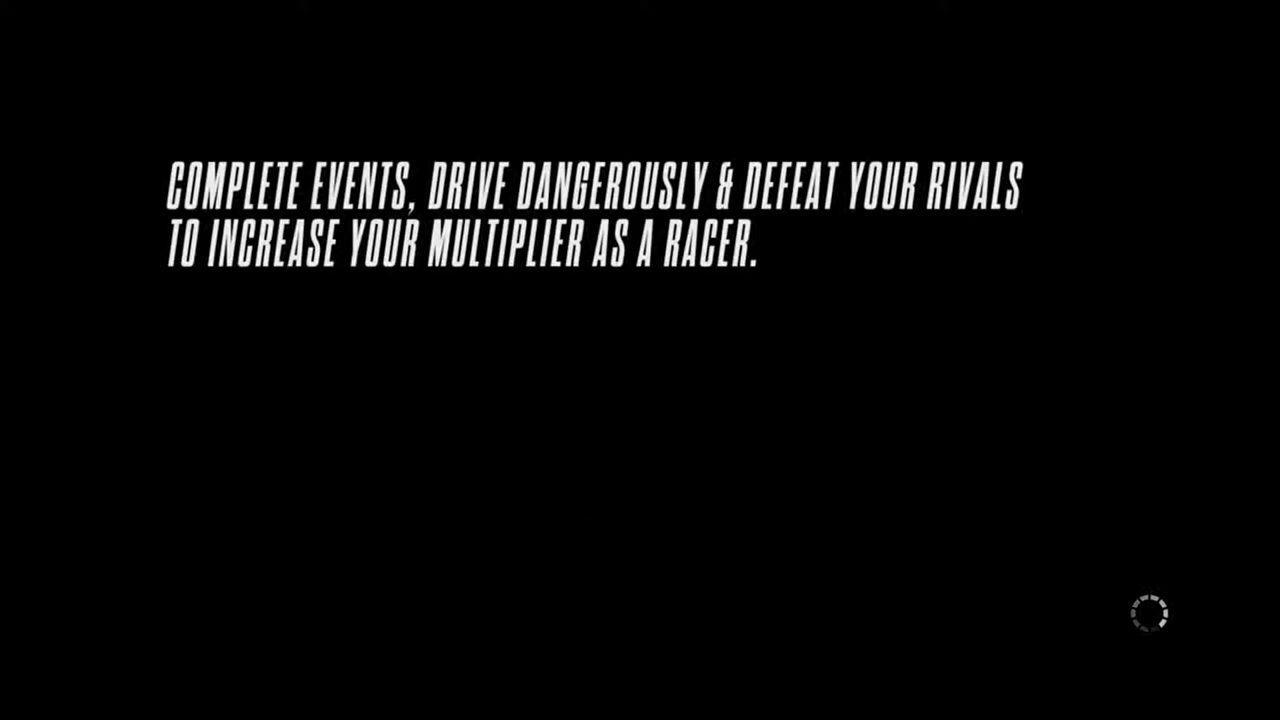 COMPLETE EVENTS, DRIVE DANGEROUSLY & DEFEAT YOUR RIVALS
TO INCREASE YOUR MULTIPLIER AS A RACER.